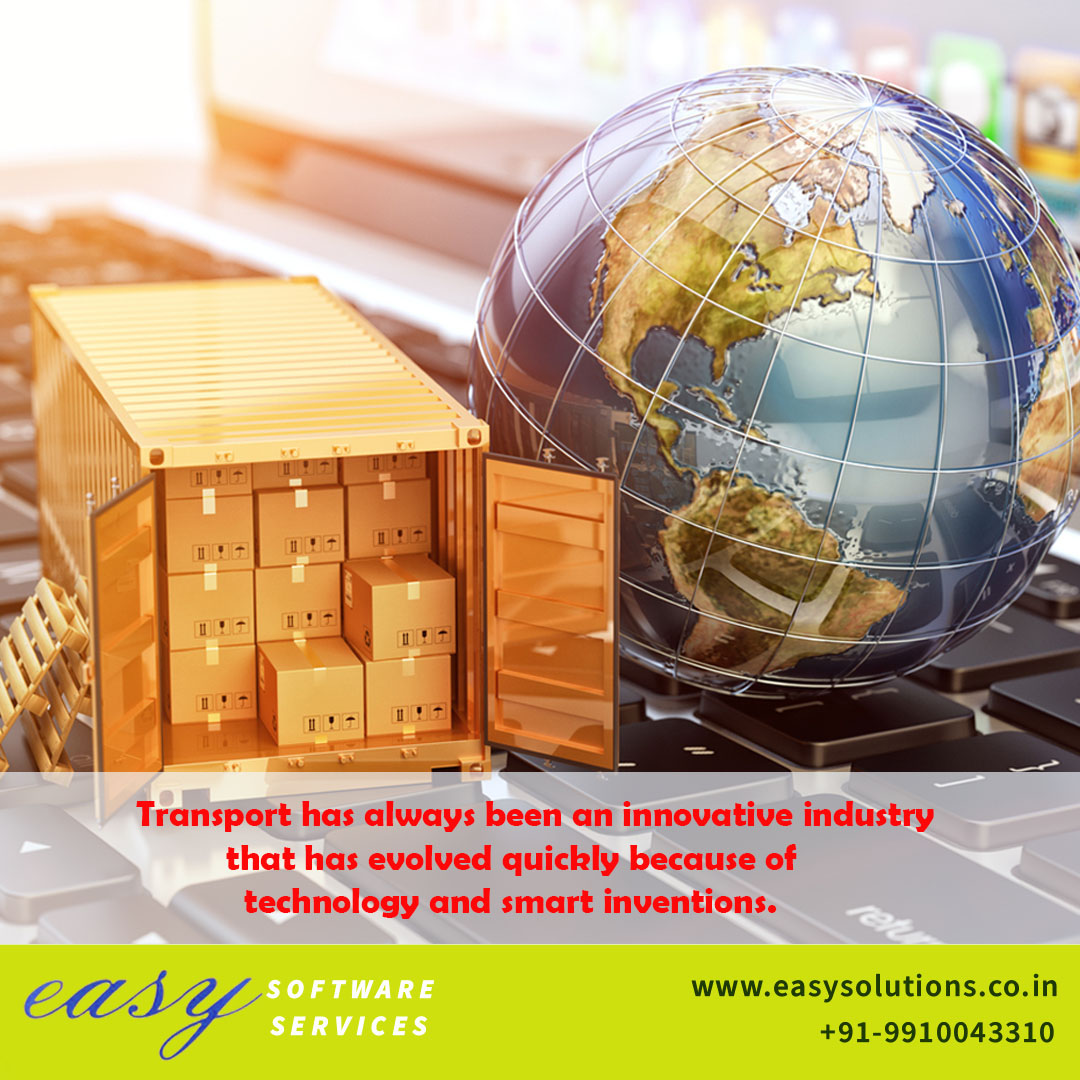 Transport has always been an innovative industry
that has evolved quickly because of
technology and smart inventions.
return
easy SOFTWARE
SERVICES
www.easysolutions.co.in
+91-9910043310